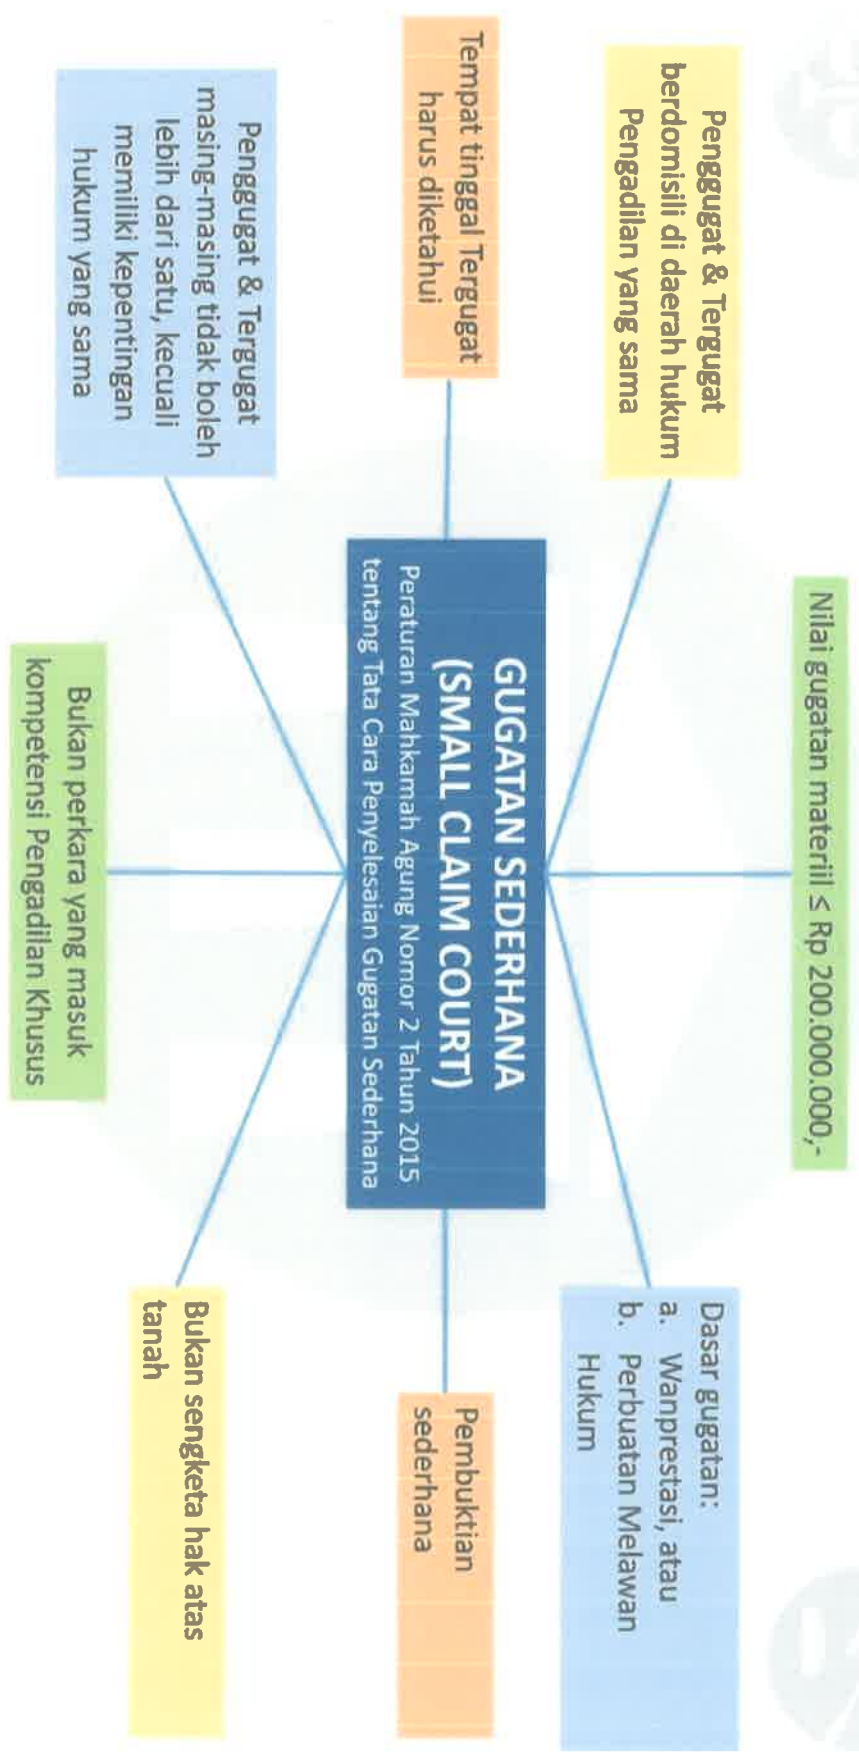 Nilai gugatan materiil ≤ Rp 200.000.000,-
Penggugat & Tergugat
berdomisili di daerah hukum
Pengadilan yang sama
Dasar gugatan:
a. Wanprestasi, atau
b. Perbuatan Melawan
Hukum
Tempat tinggal Tergugat
harus diketahui
GUGATAN SEDERHANA
(SMALL CLAIM COURT)
Peraturan Mahkamah Agung Nomor 2 Tahun 2015
tentang Tata Cara Penyelesaian Gugatan Sederhana
Pembuktian
sederhana
Penggugat & Tergugat
masing-masing tidak boleh
lebih dari satu, kecuali
memiliki kepentingan
hukum yang sama
Bukan perkara yang masuk
kompetensi Pengadilan Khusus
Bukan sengketa hak atas
tanah